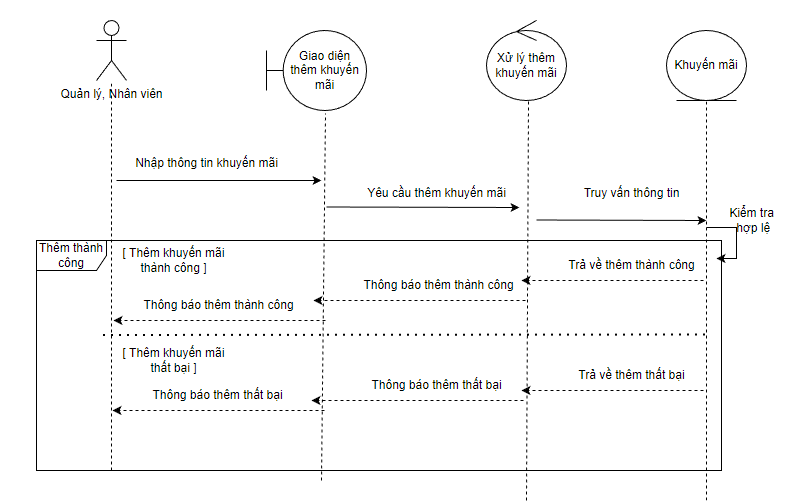 Quản lý, Nhân viên
Giao diện
thêm khuyến
mãi
Xử lý thêm
khuyến mãi
Khuyến mãi
Nhập thông tin khuyến mãi
Yêu cầu thêm khuyến mãi
Truy vấn thông tin
Kiểm tra
hợp lệ
Thêm thành
công
[ Thêm khuyến mãi
thành công ]
Trả về thêm thành công
Thông báo thêm thành công
Thông báo thêm thành công
[ Thêm khuyến mãi
thất bại ]
Trả về thêm thất bại
Thông báo thêm thất bại
Thông báo thêm thất bại